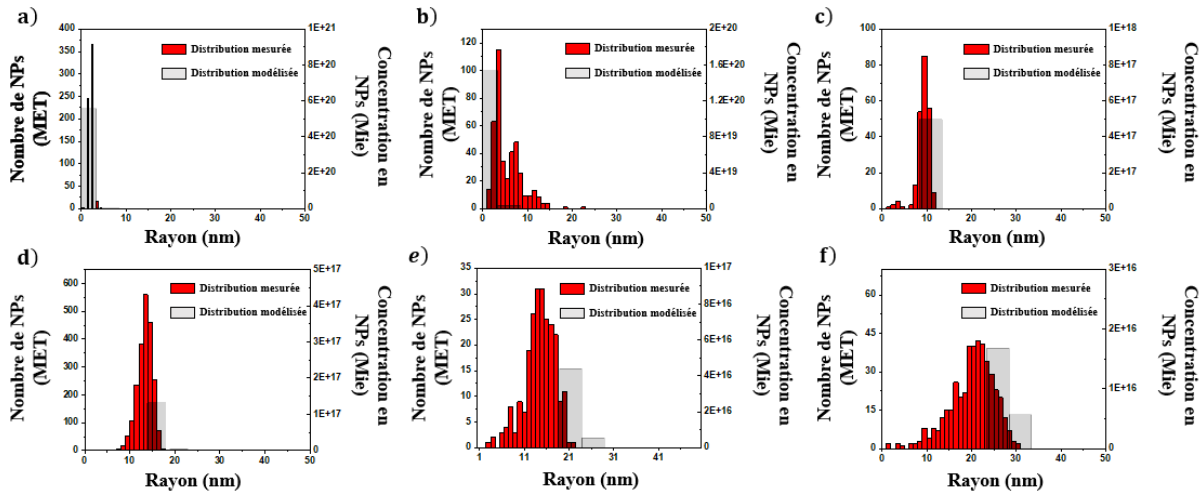 a)
Nombre de NPs
(MET)
400
350
300
250
200
150
100
50
0
Distribution mesurée
Distribution modélisée
1E+21
8E+20
6E+20
4E+20
2E+20
0
Concentration en
NPs (Mie)
0 10 20 30 40 50
Rayon (nm)
b)
Nombre de NPs
(MET)
120
100
80
60
40
20
0
Distribution mesurée
Distribution modélisée
2E+20
1E+20
1E+20
8E+19
4E+19
0
Concentration en
NPs (Mie)
0 10 20 30 40 50
Rayon (nm)
c)
Nombre de NPs
(MET)
100
80
60
40
20
0
Distribution mesurée
Distribution modélisée
1E+18
8E+17
6E+17
4E+17
2E+17
0
Concentration en
NPs (Mie)
0 10 20 30 40 50
Rayon (nm)
d)
Nombre de NPs
(MET)
600
500
400
300
200
100
0
Distribution mesurée
Distribution modélisée
5E+17
4E+17
3E+17
2E+17
1E+17
0
Concentration en
NPs (Mie)
0 10 20 30 40 50
Rayon (nm)
e)
Nombre de NPs
(MET)
35
30
25
20
15
10
5
0
Distribution mesurée
Distribution modélisée
1E+17
8E+16
6E+16
4E+16
2E+16
0
Concentration en
NPs (Mie)
1 11 21 31 41
Rayon (nm)
f)
Nombre de NPs
(MET)
60
45
30
15
0
Distribution mesurée
Distribution modélisée
3E+16
2E+16
1E+16
0
Concentration en
NPs (Mie)
0 10 20 30 40 50
Rayon (nm)